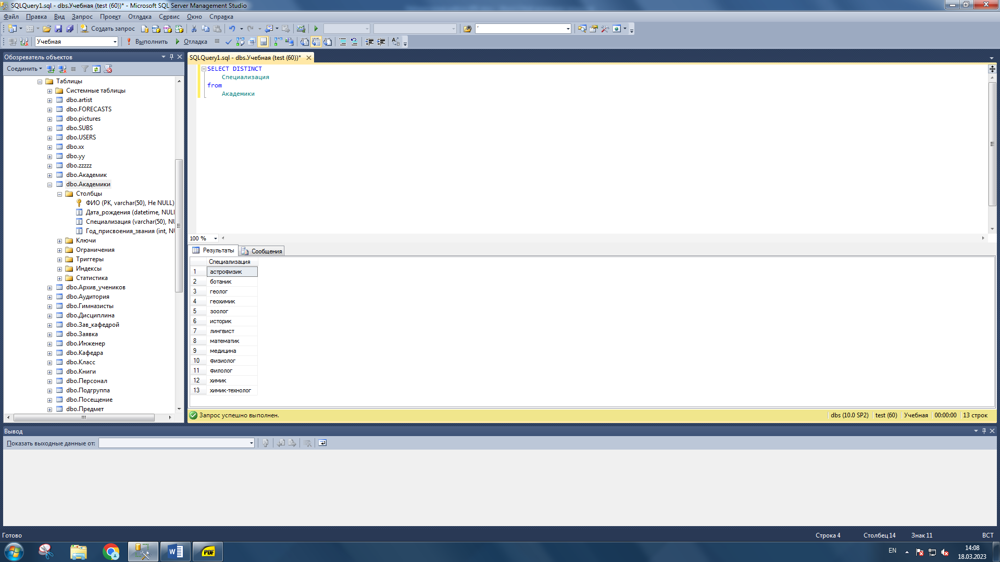 SQLQuery1.sql - dbs.Учебная (test (60))* - Microsoft SQL Server Management Studio
Файл Правка Вид Запрос Проект Отладка Сервис Окно Справка
Создать запрос
Учебная Выполнить Отладка
Обозреватель объектов
Соединить
Таблицы
Системные таблицы
dbo.artist
dbo.FORECASTS
dbo.pictures
dbo.SUBS
dbo.USERS
dbo.xx
dbo.yy
dbo.zzzzz
dbo.Академик
dbo.Академики
Столбцы
ФИО (PK, varchar(50), Не NULL)
Дата_рождения (datetime, NULL
Специализация (varchar(50), NU
Год_присвоения_звания (int, NU
Ключи
Ограничения
Триггеры
Индексы
Статистика
dbo.Архив_учеников
dbo.Аудитория
dbo.Гимназисты
dbo.Дисциплина
dbo.Зав_кафедрой
dbo.Заявка
dbo.Инженер
dbo.Кафедра
dbo.Класс
dbo.Книги
dbo.Персонал
dbo.Подгруппа
dbo.Посещение
dbo.Предмет
SQLQuery1.sql - dbs.Учебная (test (60))*
SELECT DISTINCT
Специализация
from
Академики
100 %
Результаты Сообщения
Специализация
1 астрофизик
2 ботаник
3 геолог
4 геохимик
5 зоолог
6 историк
7 лингвист
8 математик
9 медицина
10 физиолог
11 филолог
12 химик
13 химик-технолог
Запрос успешно выполнен. dbs (10.0 SP2) test (60) Учебная 00:00:00 13 строк
Вывод
Показать выходные данные от:
Готово Строка 4 Столбец 14 Знак 11 ВСТ
W PDF EN 14:08
18.03.2023